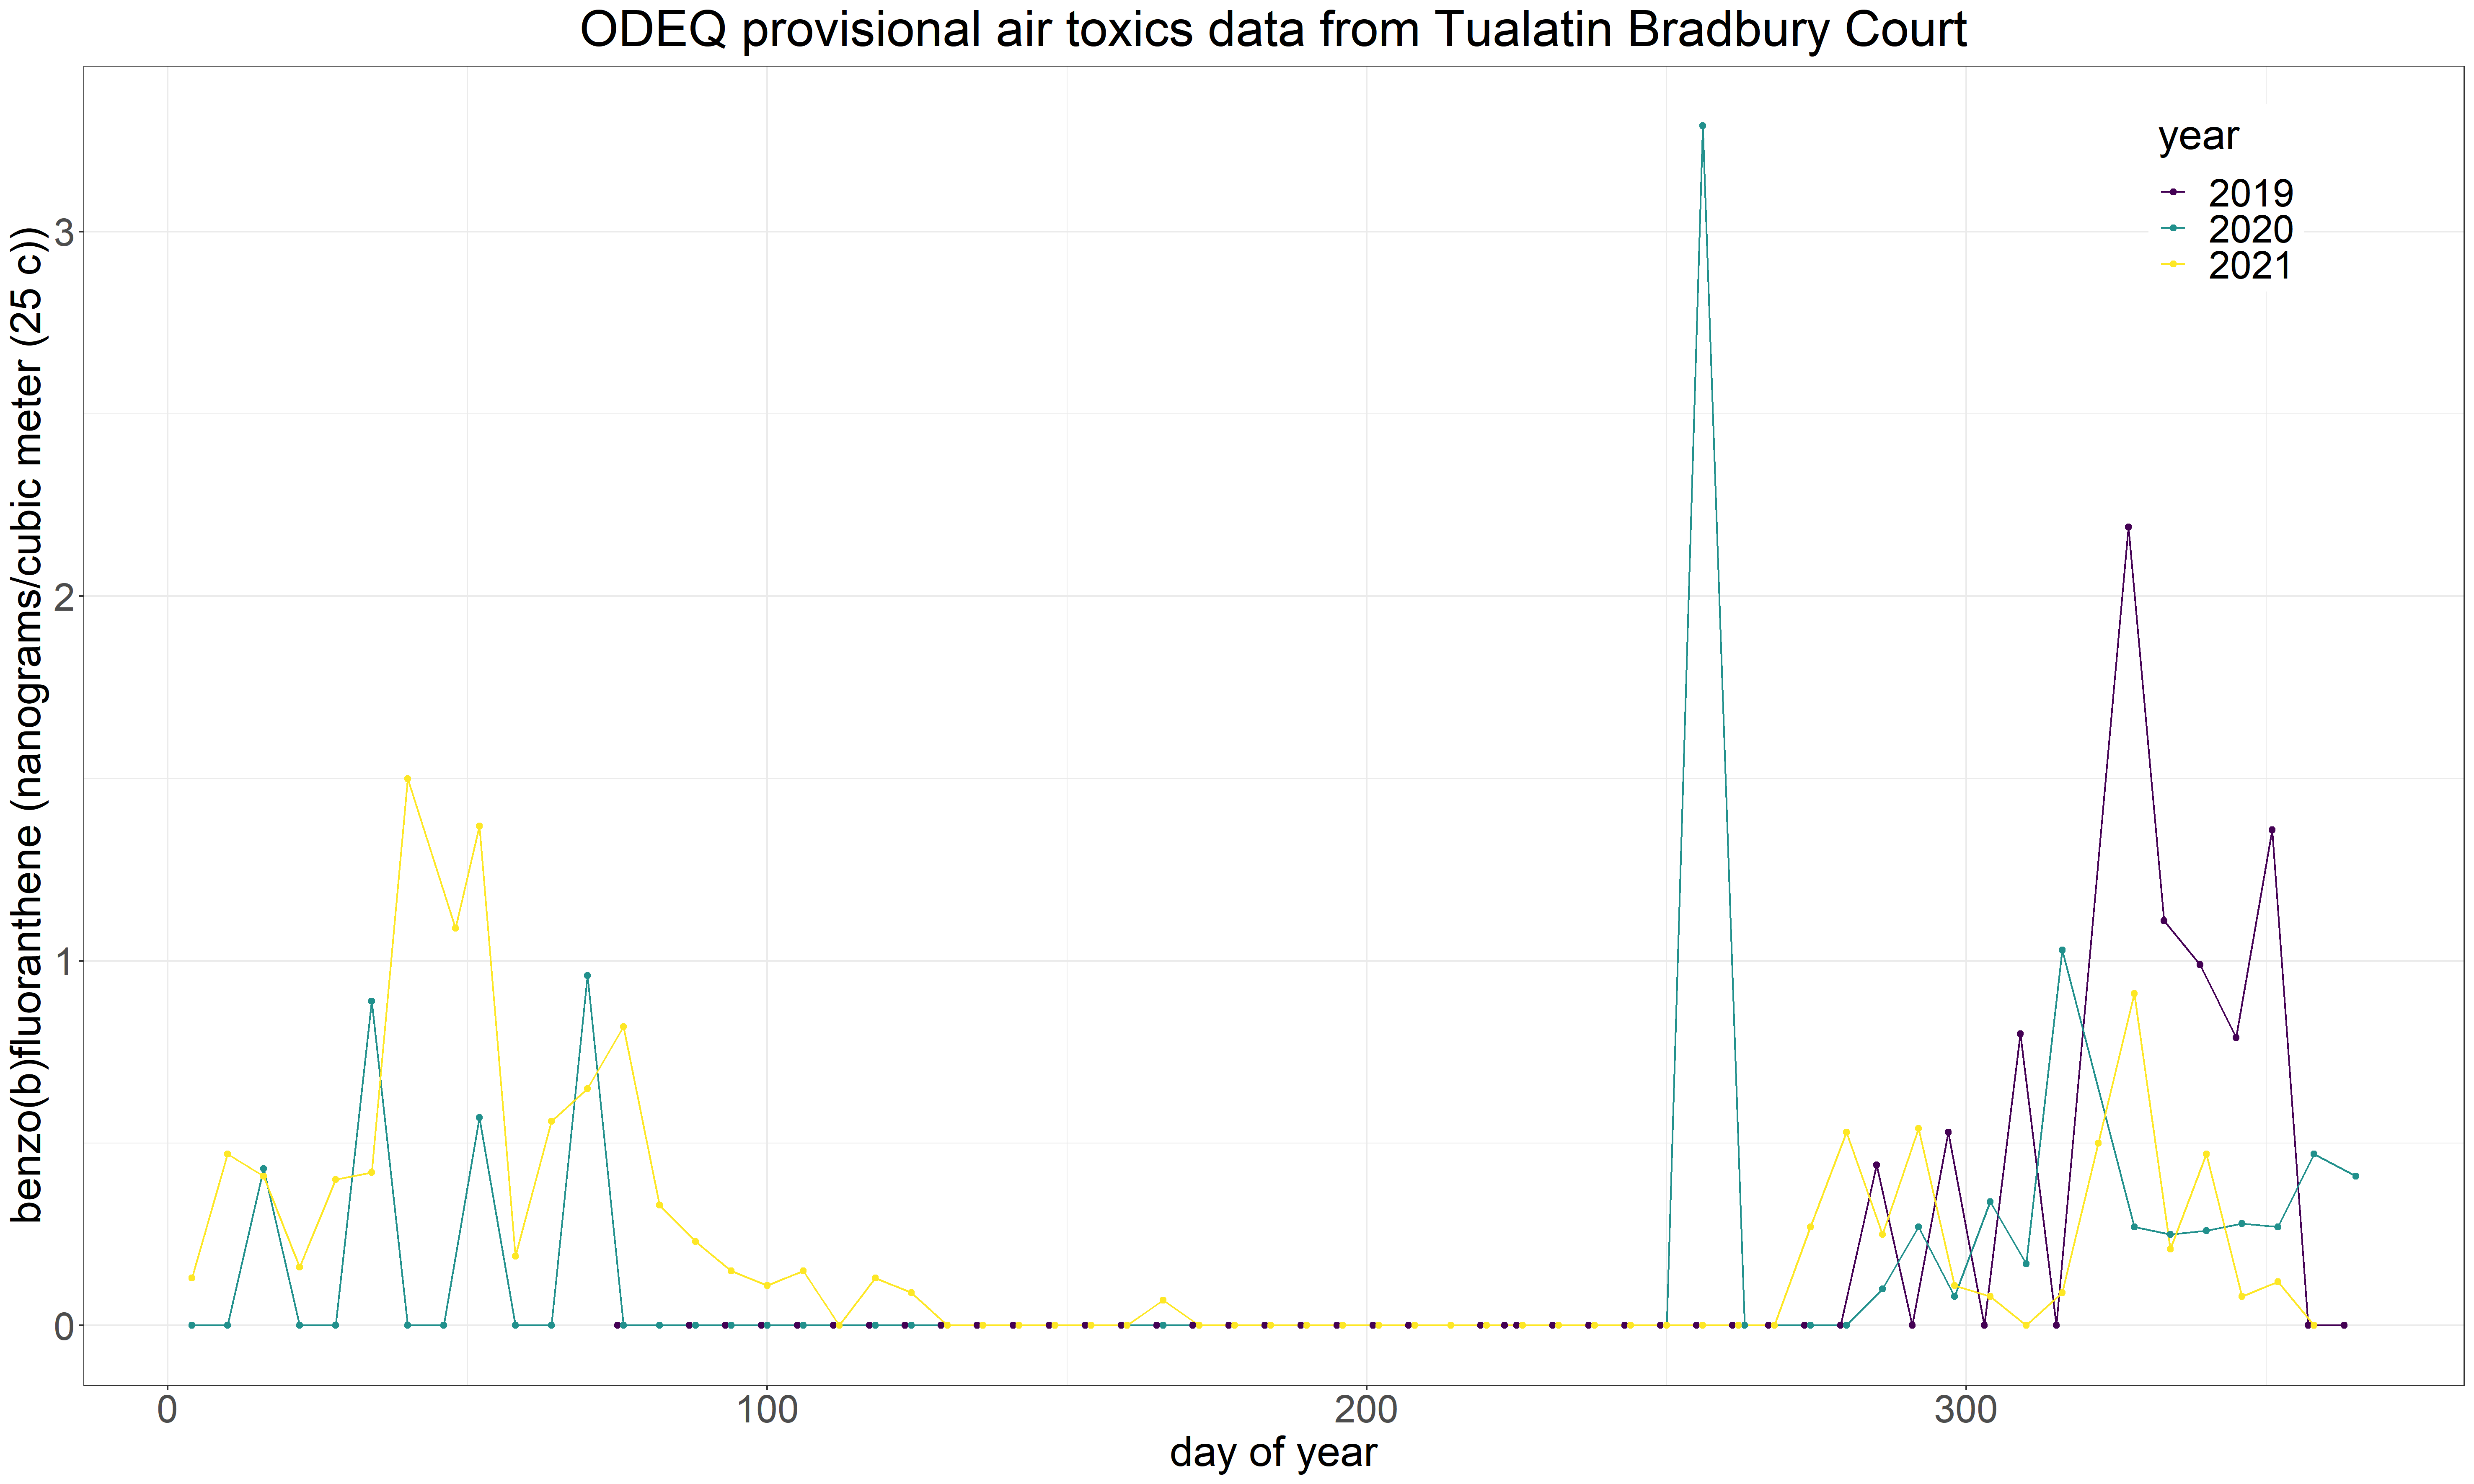 ODEQ provisional air toxics data from Tualatin Bradbury Court
benzo(b)fluoranthene (nanograms/cubic meter (25 c))
3
2
1
0
year
2019
2020
2021
0 100 200 300
day of year